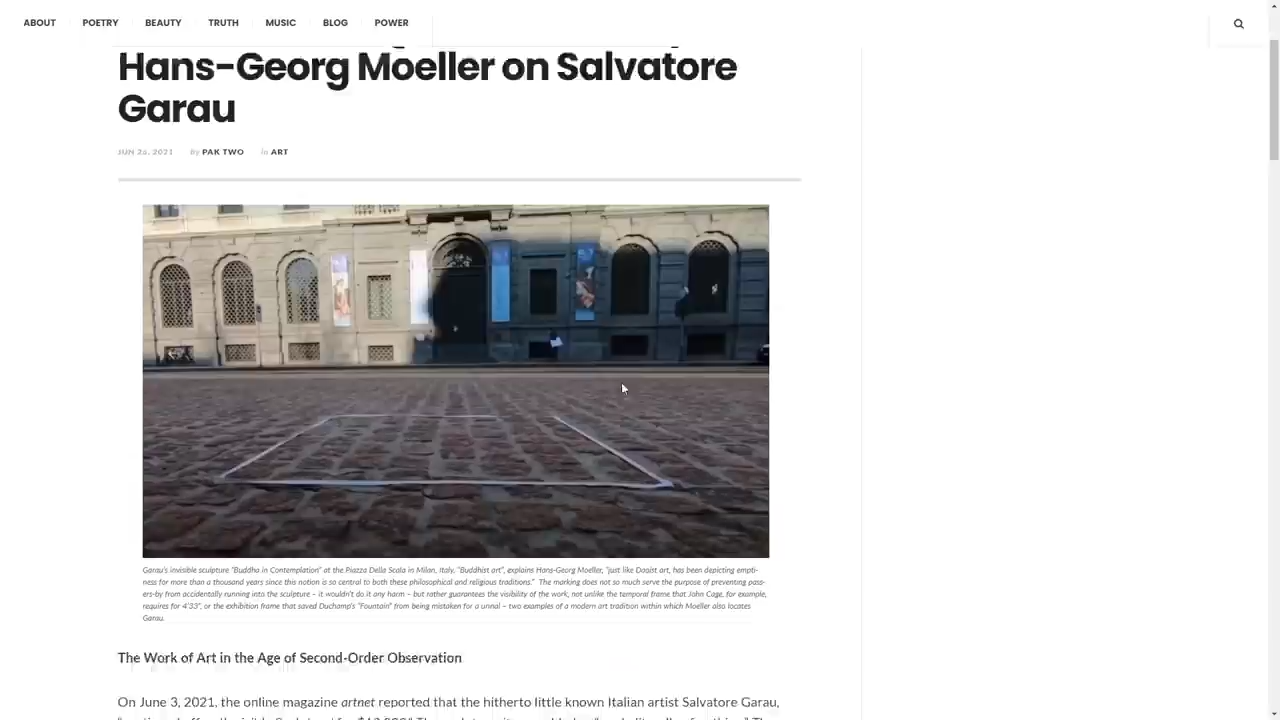 ABOUT POETRY BEAUTY TRUTH MUSIC BLOG POWER
Hans-Georg Moeller on Salvatore
Garau
JUN 26, 2021 by PAK TWO in ART
Garau's invisible sculpture "Buddha in Contemplation" at the Piazza Della Scala in Milan, Italy. "Buddhist art", explains Hans-Georg Moeller, "just like Daoist art, has been depicting empti-
ness for more than a thousand years since this notion is so central to both these philosophical and religious traditions." The marking does not so much serve the purpose of preventing pass-
ers-by from accidentally running into the sculpture – it wouldn't do it any harm – but rather guarantees the visibility of the work, not unlike the temporal frame that John Cage, for example,
requires for 4'33", or the exhibition frame that saved Duchamp's "Fountain" from being mistaken for a urinal – two examples of a modern art tradition within which Moeller also locates
The Work of Art in the Age of Second-Order Observation
On June 3, 2021, the online magazine artnet reported that the hitherto little known Italian artist Salvatore Garau,